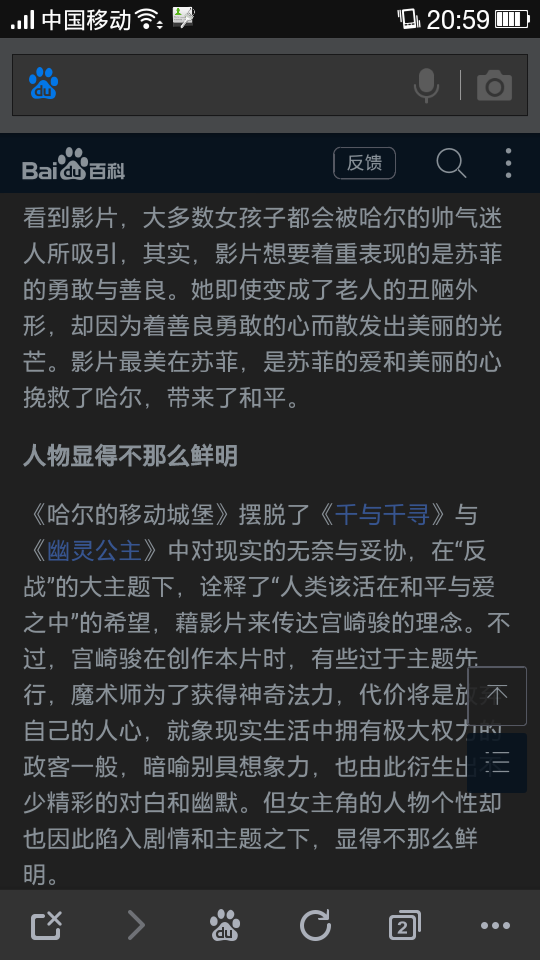 中国移动
20:59
du
Bai du 百科
反馈
看到影片，大多数女孩子都会被哈尔的帅气迷
人所吸引，其实，影片想要着重表现的是苏菲
的勇敢与善良。她即使变成了老人的丑陋外
形，却因为着善良勇敢的心而散发出美丽的光
芒。影片最美在苏菲，是苏菲的爱和美丽的心
挽救了哈尔，带来了和平。
人物显得不那么鲜明
《哈尔的移动城堡》摆脱了《千与千寻》与
《幽灵公主》中对现实的无奈与妥协，在“反
战”的大主题下，诠释了“人类该活在和平与爱
之中”的希望，藉影片来传达宫崎骏的理念。不
过，宫崎骏在创作本片时，有些过于主题先
行，魔术师为了获得神奇法力，代价将是放弃
自己的人心，就象现实生活中拥有极大权力的
政客一般，暗喻别具想象力，也由此衍生出不
少精彩的对白和幽默。但女主角的人物个性却
也因此陷入剧情和主题之下，显得不那么鲜
明。
du
2